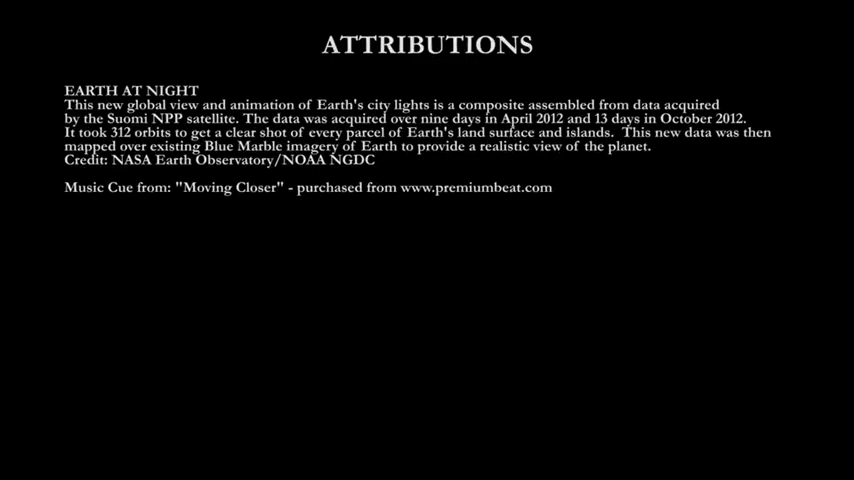 ATTRIBUTIONS
EARTH AT NIGHT
This new global view and animation of Earth's city lights is a composite assembled from data acquired
by the Suomi NPP satellite. The data was acquired over nine days in April 2012 and 13 days in October 2012.
It took 312 orbits to get a clear shot of every parcel of Earth's land surface and islands. This new data was then
mapped over existing Blue Marble imagery of Earth to provide a realistic view of the planet.
Credit: NASA Earth Observatory/NOAA NGDC
Music Cue from: "Moving Closer" - purchased from www.premiumbeat.com